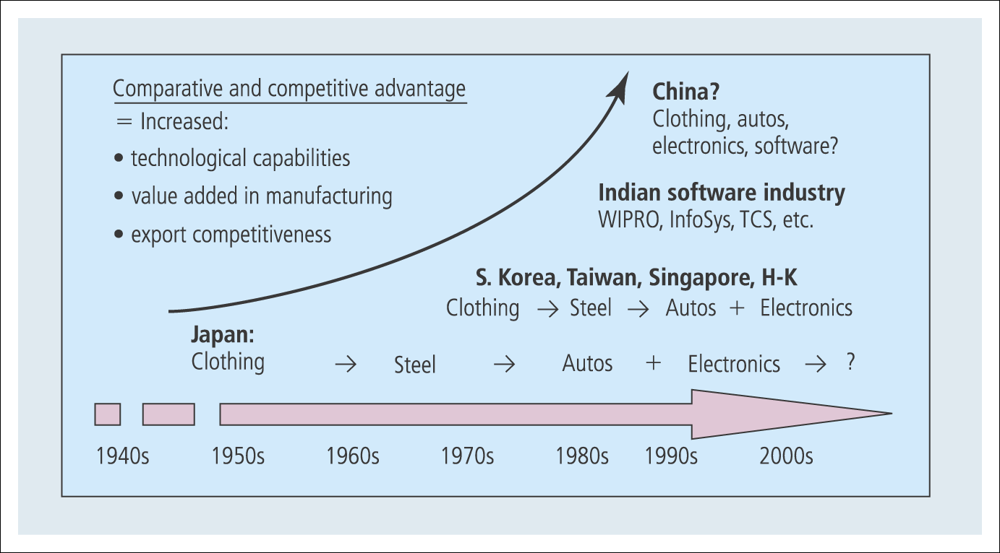 Comparative and competitive advantage
= Increased:
• technological capabilities
• value added in manufacturing
• export competitiveness
China?
Clothing, autos,
electronics, software?
Indian software industry
WIPRO, InfoSys, TCS, etc.
S. Korea, Taiwan, Singapore, H-K
Clothing → Steel → Autos + Electronics
Japan:
Clothing → Steel → Autos + Electronics → ?
1940s 1950s 1960s 1970s 1980s 1990s 2000s